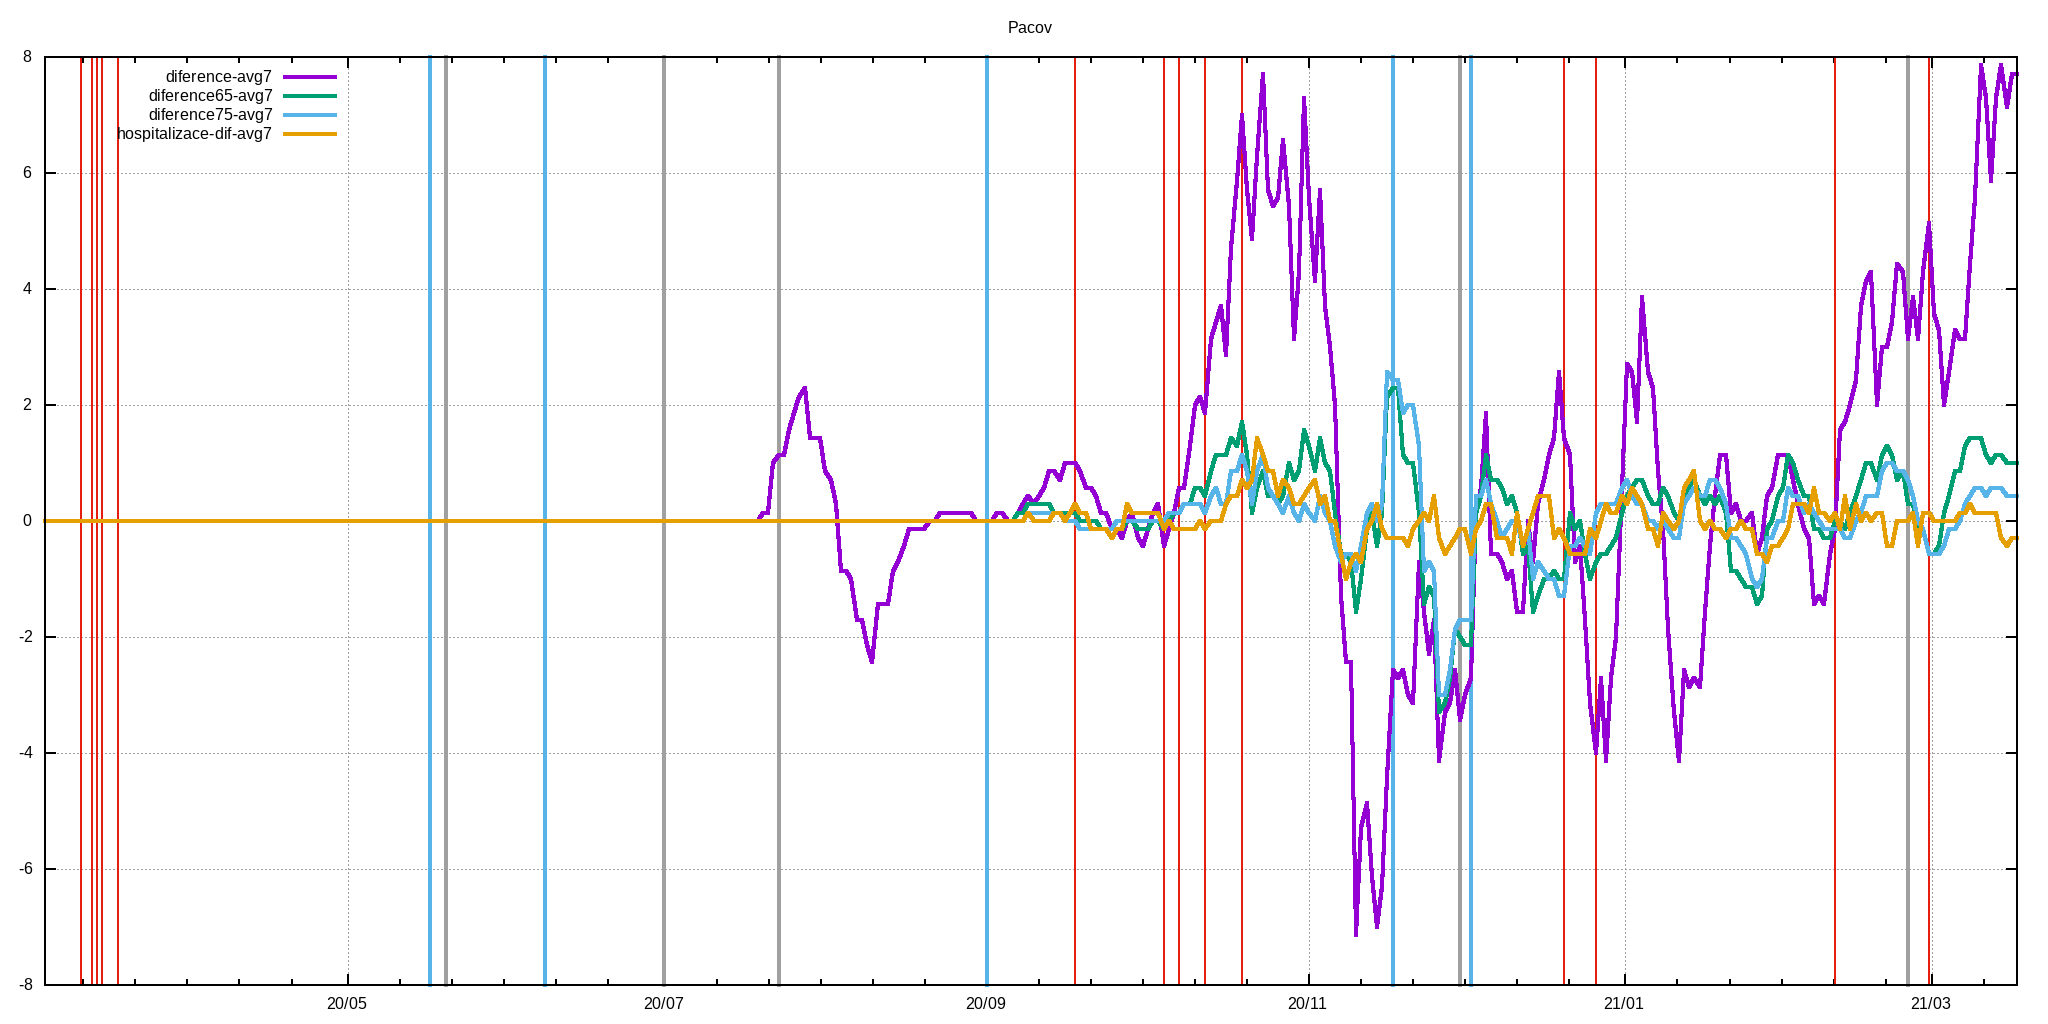 Pacov
diference-avg7
diference65-avg7
diference75-avg7
hospitalizace-dif-avg7
8
6
4
2
0
-2
-4
-6
-8
20/05 20/07 20/09 20/11 21/01 21/03